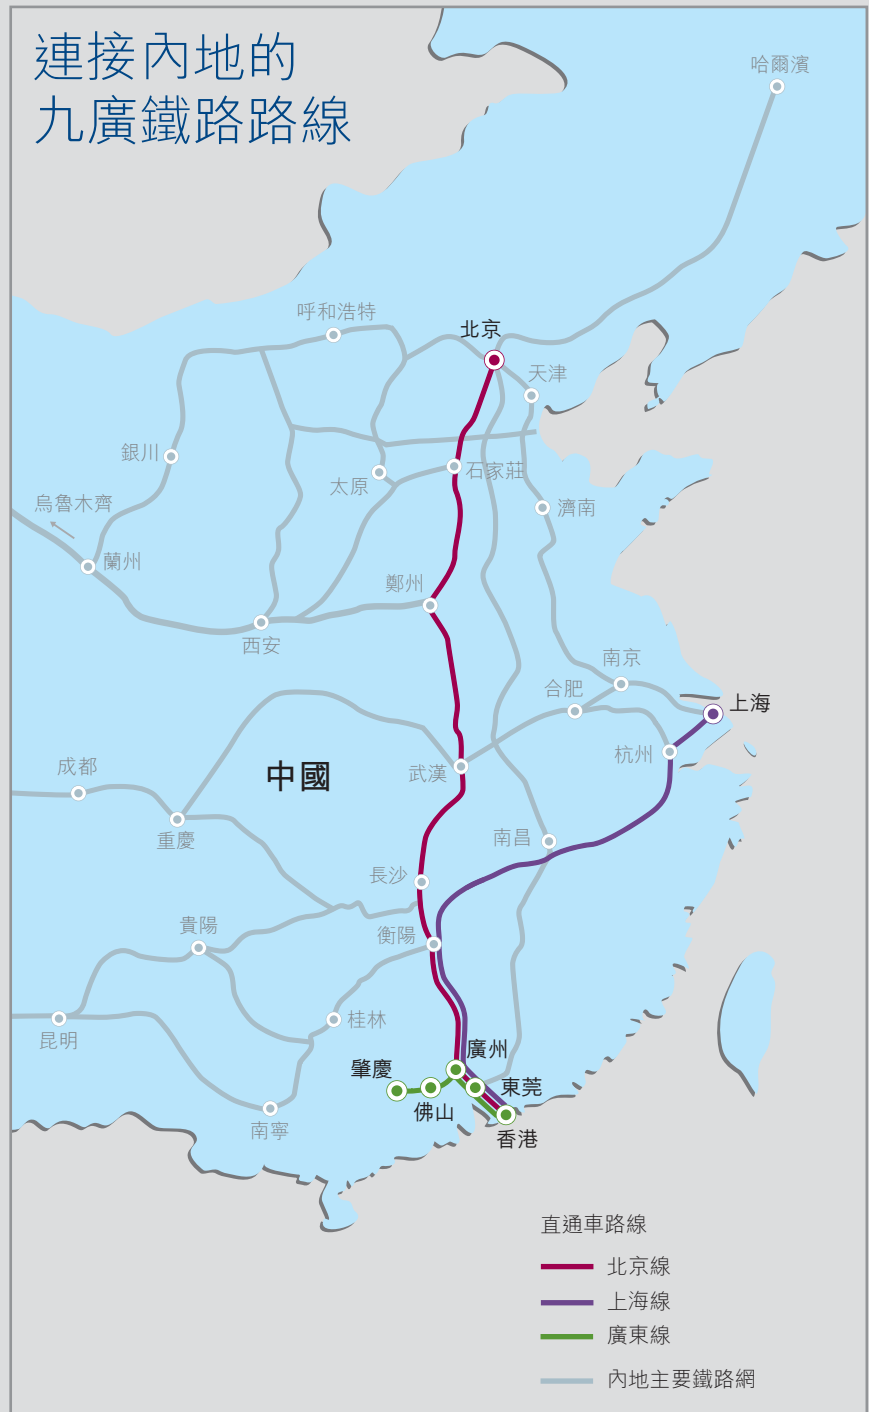 連接內地的
九廣鐵路路線
哈爾濱
呼和浩特
北京
天津
銀川
太原
石家莊
烏魯木齊
濟南
蘭州
鄭州
西安
南京
合肥
上海
杭州
成都
中國
武漢
重慶
南昌
長沙
貴陽
衡陽
桂林
昆明
廣州
肇慶
東莞
佛山
南寧
香港
直通車路線
北京線
上海線
廣東線
內地主要鐵路網